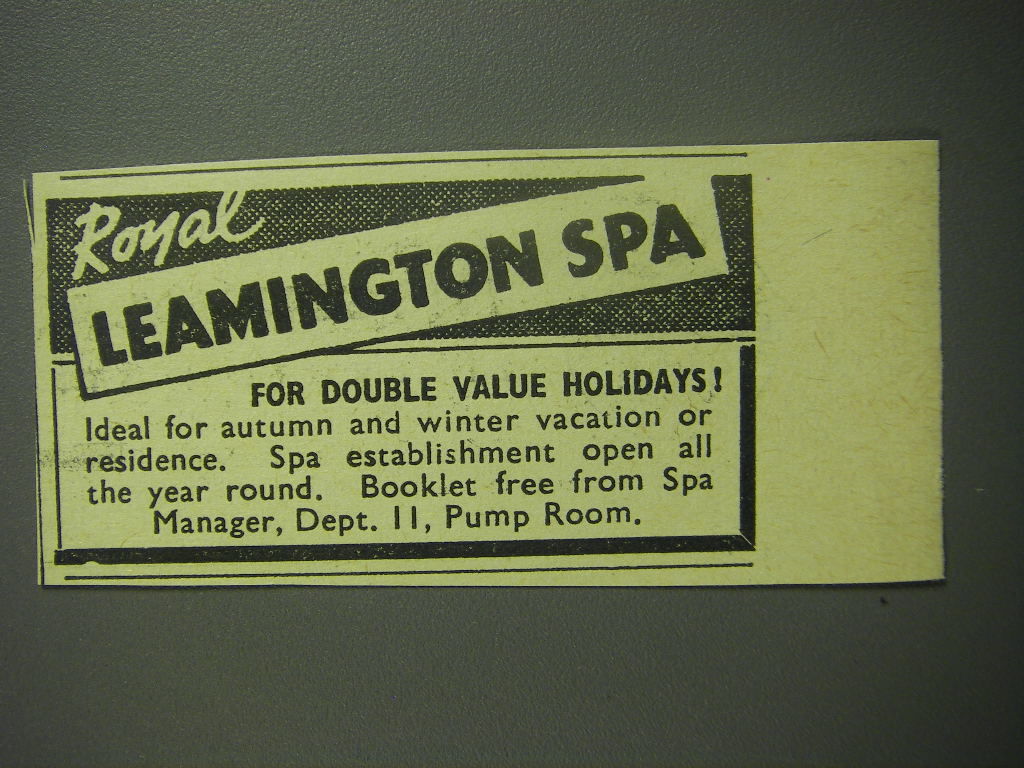 Royal
LEAMINGTON SPA
FOR DOUBLE VALUE HOLIDAYS!
Ideal for autumn and winter vacation or
residence. Spa establishment open all
the year round. Booklet free from Spa
Manager, Dept. 11, Pump Room.